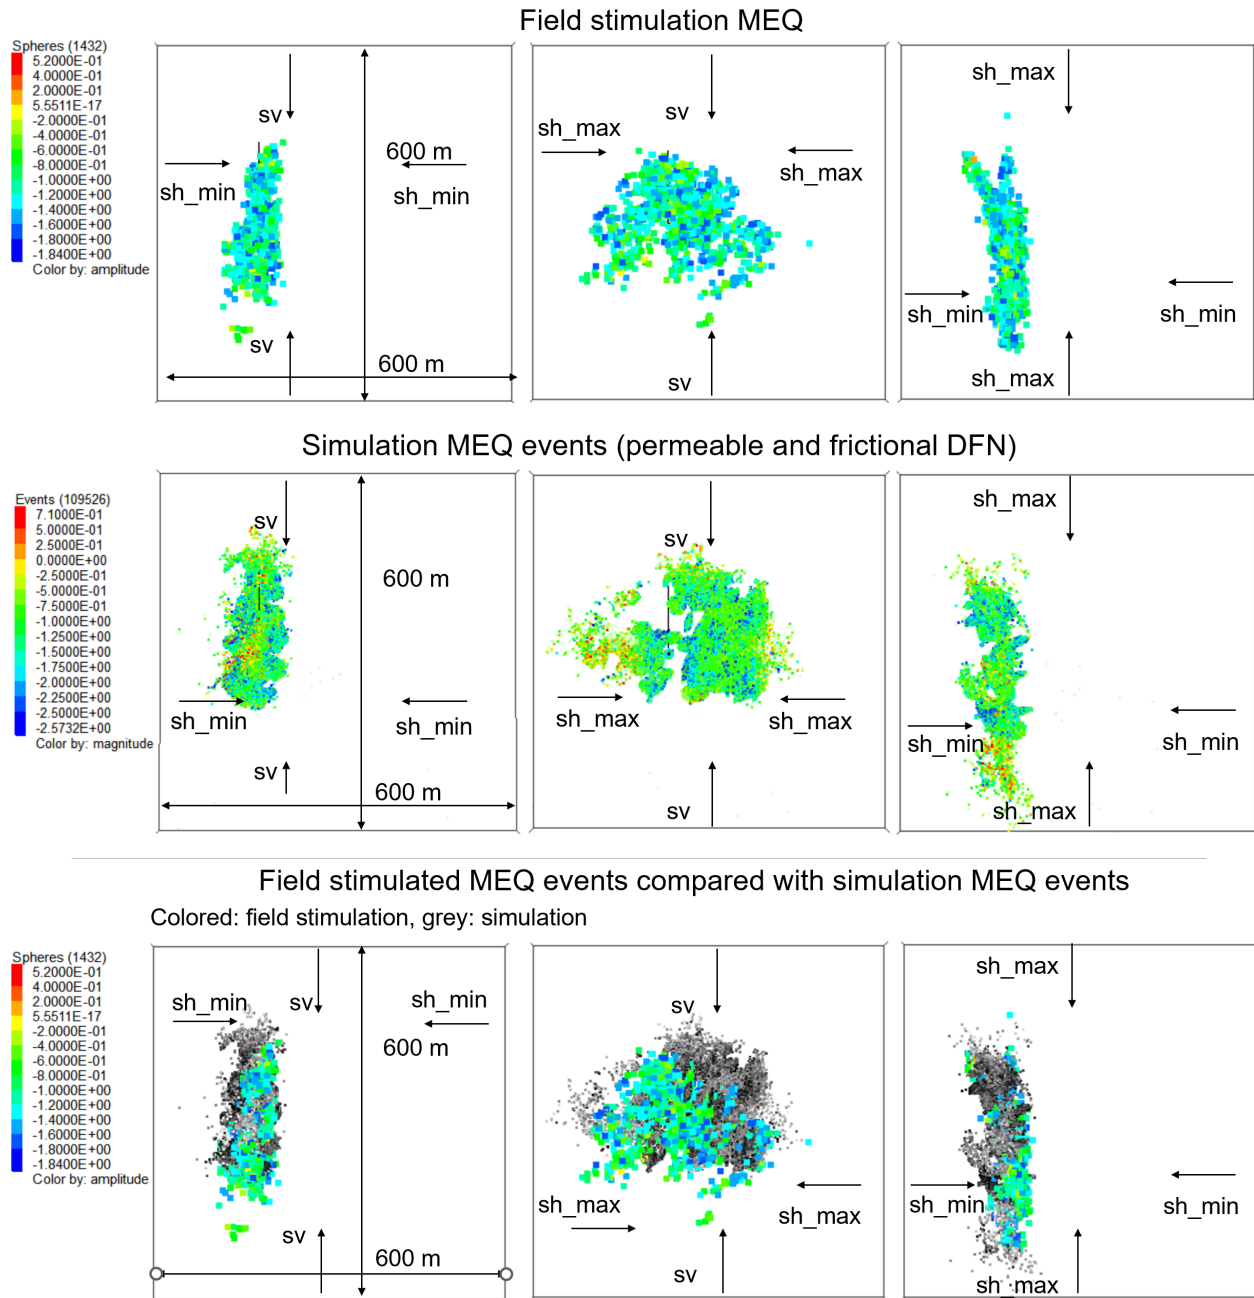 Field stimulation MEQ
Spheres (1432)
5.2000E-01
4.0000E-01
2.0000E-01
5.5511E-17
-2.0000E-01
-4.0000E-01
-6.0000E-01
-8.0000E-01
-1.0000E+00
-1.2000E+00
-1.4000E+00
-1.6000E+00
-1.8000E+00
-1.8400E+00
Color by: amplitude
sv
600 m
sh_min
sh_min
sv
600 m
sv
sh_max
sh_max
sv
sh_max
sh_min
sh_min
sh_max
Simulation MEQ events (permeable and frictional DFN)
Events (109526)
7.1000E-01
5.0000E-01
2.5000E-01
0.0000E+00
-2.5000E-01
-5.0000E-01
-7.5000E-01
-1.0000E+00
-1.2500E+00
-1.5000E+00
-1.7500E+00
-2.0000E+00
-2.2500E+00
-2.5000E+00
-2.5732E+00
Color by: magnitude
sv
600 m
sh_min
sh_min
sv
600 m
sv
sh_max
sh_max
sv
sh_max
sh_min
sh_min
sh_max
Field stimulated MEQ events compared with simulation MEQ events
Colored: field stimulation, grey: simulation
Spheres (1432)
5.2000E-01
4.0000E-01
2.0000E-01
5.5511E-17
-2.0000E-01
-4.0000E-01
-6.0000E-01
-8.0000E-01
-1.0000E+00
-1.2000E+00
-1.4000E+00
-1.6000E+00
-1.8000E+00
-1.8400E+00
Color by: amplitude
sh_min
sv
sh_min
600 m
sv
600 m
sv
sh_max
sh_max
sv
sh_max
sh_min
sh_min
sh_max